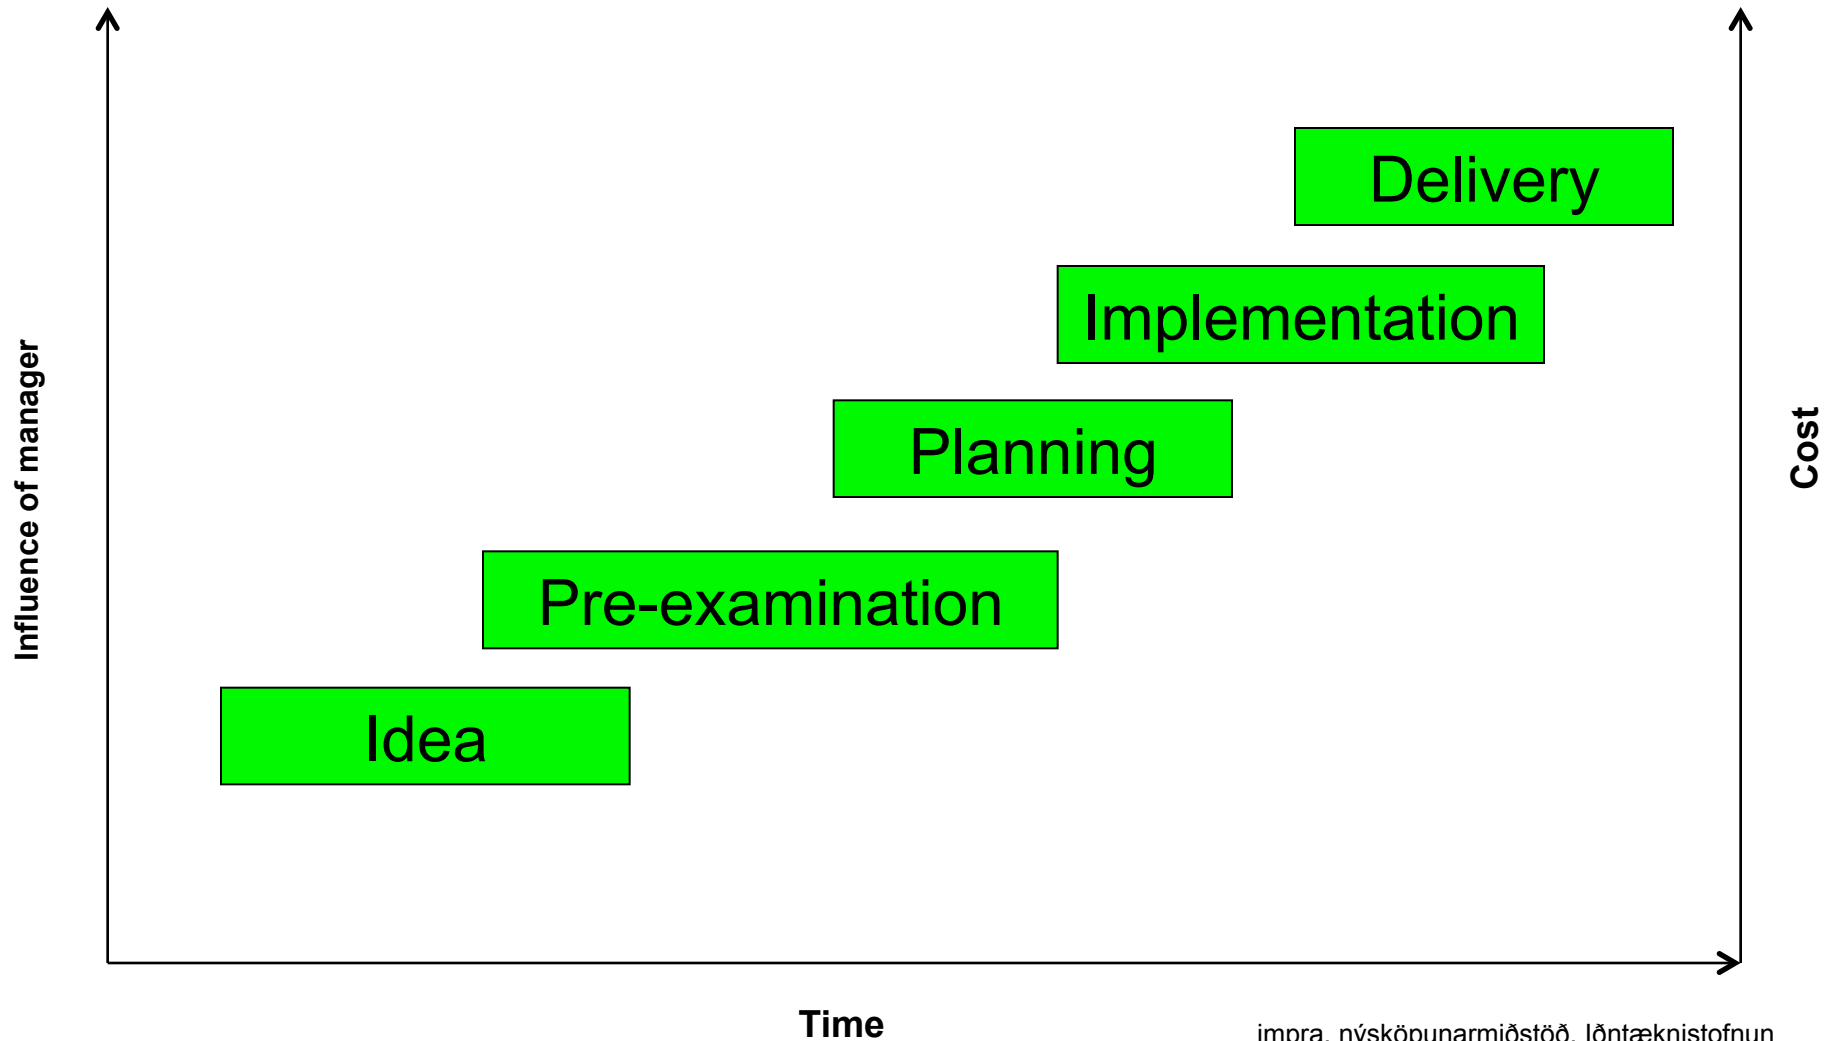 Delivery
Implementation
Planning
Pre-examination
Idea
Influence of manager
Cost
Time
impra, nýsköpunarmiðstöð, Iðntæknistofnun